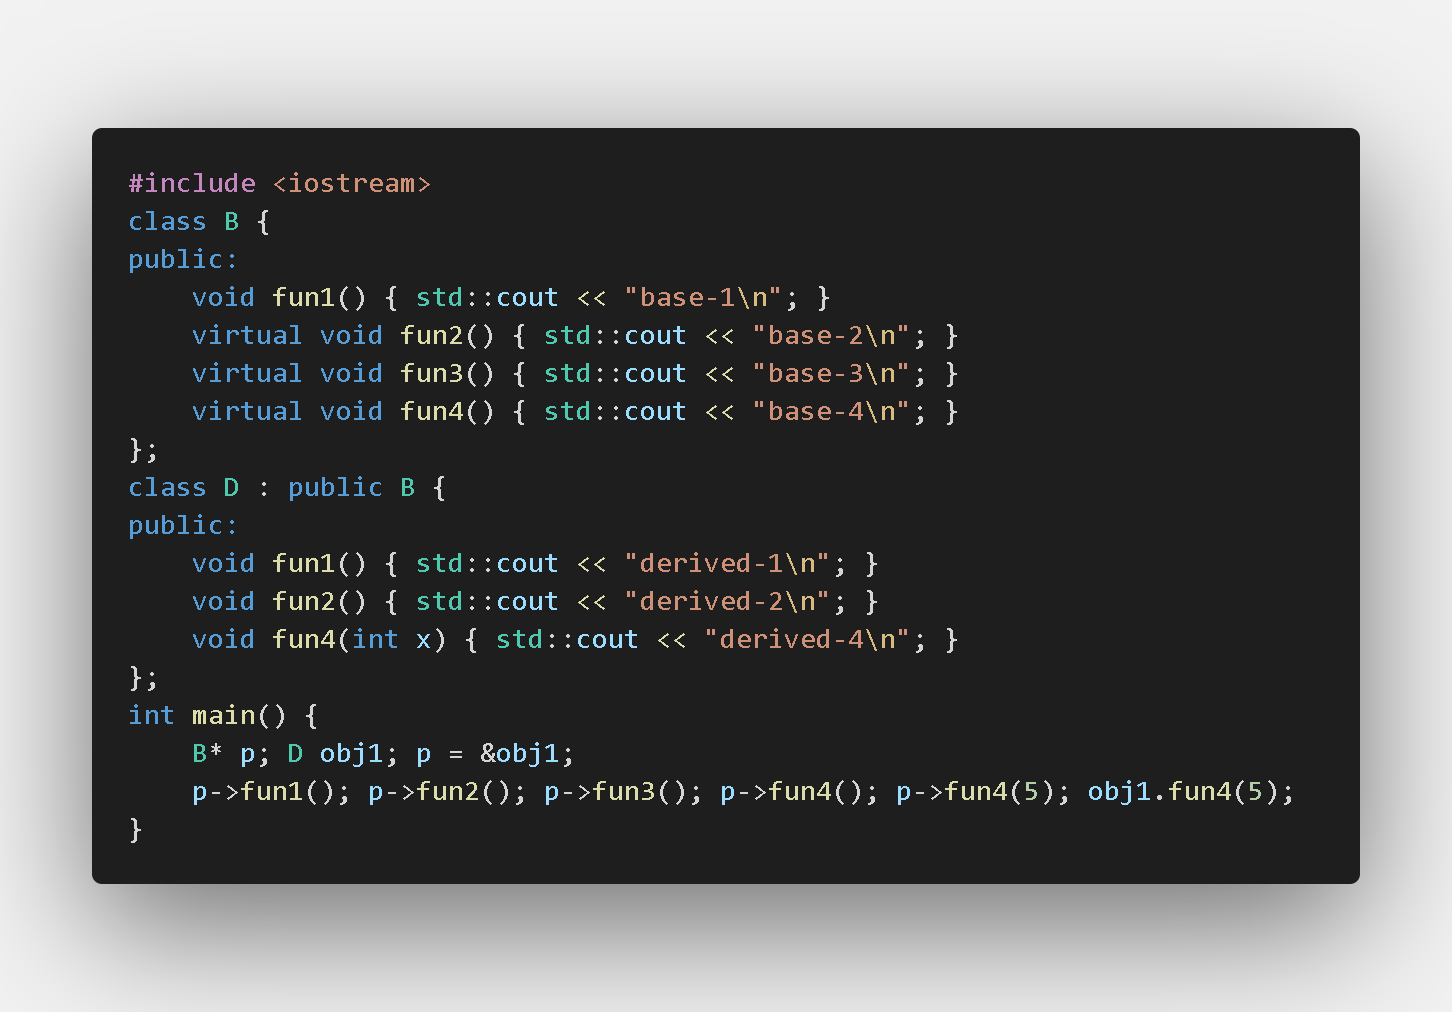 #include <iostream>
class B {
public:
    void fun1() { std::cout << "base-1\n"; }
    virtual void fun2() { std::cout << "base-2\n"; }
    virtual void fun3() { std::cout << "base-3\n"; }
    virtual void fun4() { std::cout << "base-4\n"; }
};
class D : public B {
public:
    void fun1() { std::cout << "derived-1\n"; }
    void fun2() { std::cout << "derived-2\n"; }
    void fun4(int x) { std::cout << "derived-4\n"; }
};
int main() {
    B* p; D obj1; p = &obj1;
    p->fun1(); p->fun2(); p->fun3(); p->fun4(); p->fun4(5); obj1.fun4(5);
}